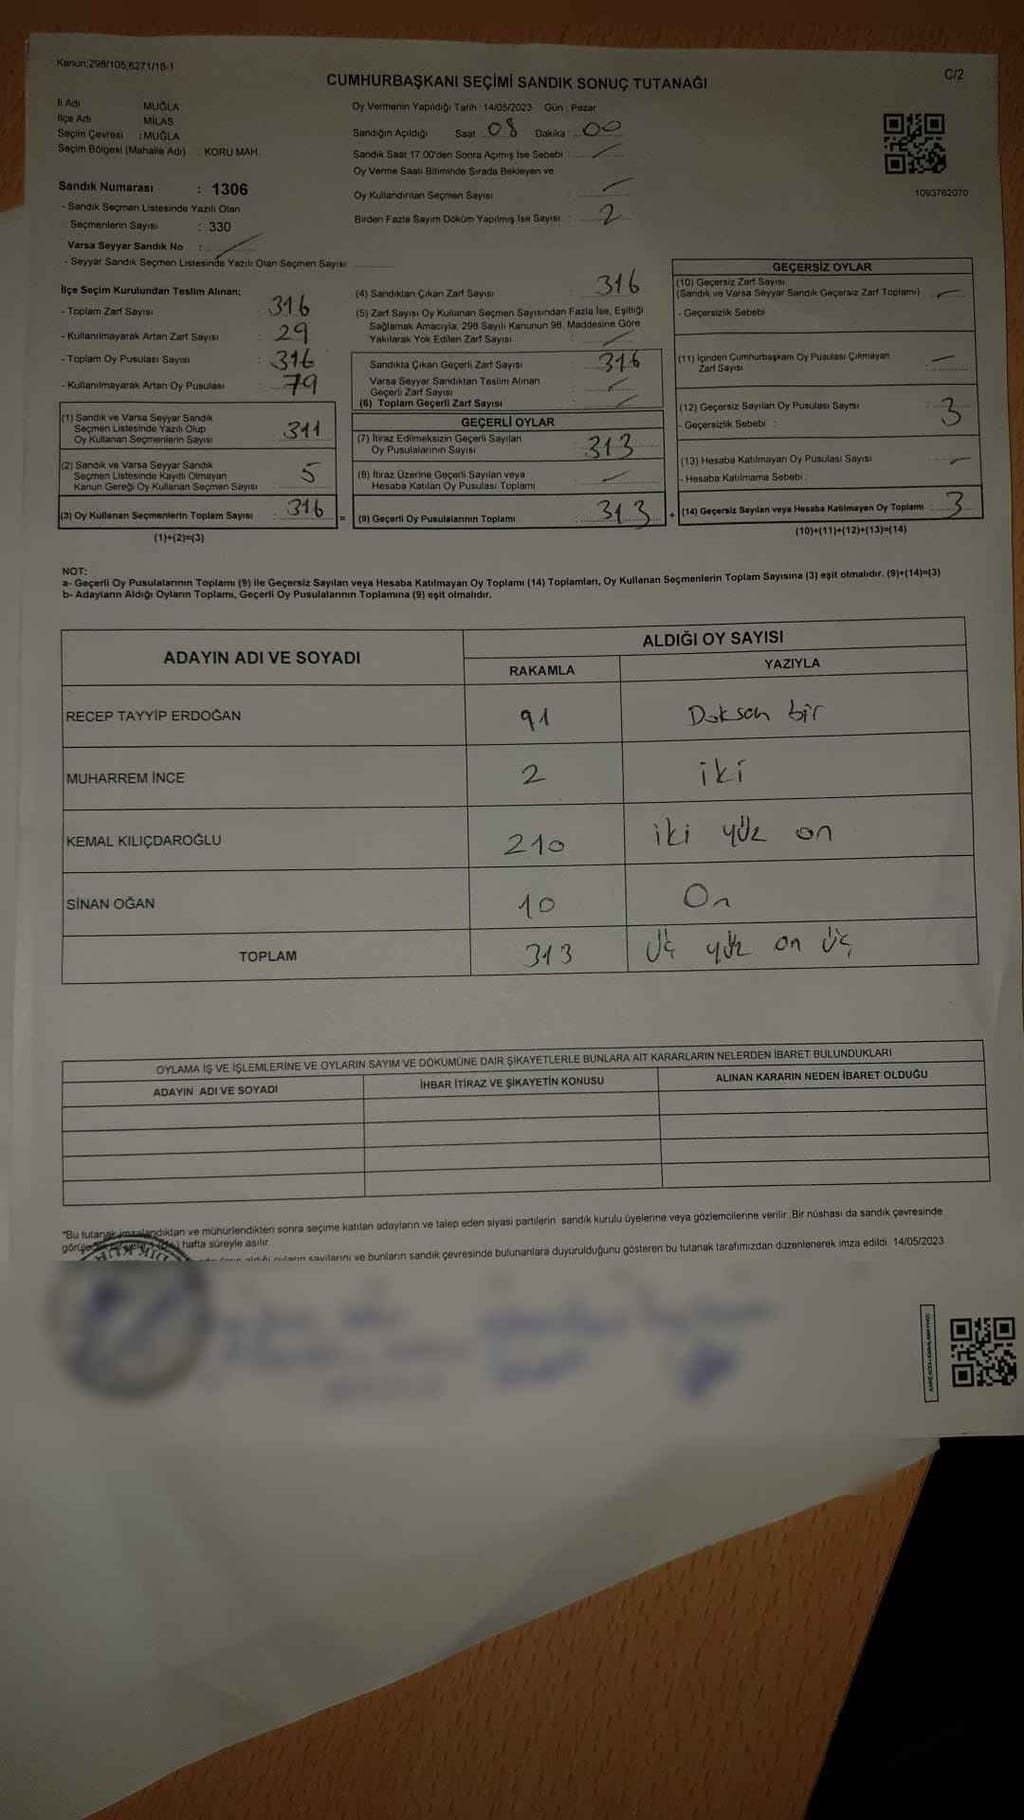 Kanun:298/105,6271/18-1
C/2
CUMHURBAŞKANI SEÇİMİ SANDIK SONUÇ TUTANAĞI
İl Adı MUĞLA
İlçe Adı MİLAS
Seçim Çevresi : MUĞLA
Seçim Bölgesi (Mahalle Adı) : KORU MAH.
Sandık Numarası : 1306
- Sandık Seçmen Listesinde Yazılı Olan
Seçmenlerin Sayısı : 330
Varsa Seyyar Sandık No :
- Seyyar Sandık Seçmen Listesinde Yazılı Olan Seçmen Sayısı
Oy Vermenin Yapıldığı Tarih : 14/05/2023 Gün : Pazar
Sandığın Açıldığı Saat : 08 Dakika : 00
Sandık Saat 17.00'den Sonra Açımış İse Sebebi :
Oy Verme Saati Bitiminde Sırada Bekleyen ve
Oy Kullandırılan Seçmen Sayısı
Birden Fazla Sayım Döküm Yapılmış İse Sayısı : 2
1093762070
İlçe Seçim Kurulundan Teslim Alınan:
- Toplam Zarf Sayısı : 316
- Kullanılmayarak Artan Zarf Sayısı : 29
- Toplam Oy Pusulası Sayısı : 316
- Kullanılmayarak Artan Oy Pusulası : 79
(1) Sandık ve Varsa Seyyar Sandık
Seçmen Listesinde Yazılı Olup
Oy Kullanan Seçmenlerin Sayısı 311
(2) Sandık ve Varsa Seyyar Sandık
Seçmen Listesinde Kayıtlı Olmayan
Kanun Gereği Oy Kullanan Seçmen Sayısı 5
(3) Oy Kullanan Seçmenlerin Toplam Sayısı 316
(1)+(2)=(3)
(4) Sandıktan Çıkan Zarf Sayısı 316
(5) Zarf Sayısı Oy Kullanan Seçmen Sayısından Fazla İse, Eşitliği
Sağlamak Amacıyla, 298 Sayılı Kanunun 98. Maddesine Göre
Yakılarak Yok Edilen Zarf Sayısı
Sandıkta Çıkan Geçerli Zarf Sayısı 316
Varsa Seyyar Sandıktan Teslim Alınan
Geçerli Zarf Sayısı
(6) Toplam Geçerli Zarf Sayısı
GEÇERLİ OYLAR
(7) İtiraz Edilmeksizin Geçerli Sayılan
Oy Pusulalarının Sayısı 313
(8) İtiraz Üzerine Geçerli Sayılan veya
Hesaba Katılan Oy Pusulası Toplamı
= (9) Geçerli Oy Pusulalarının Toplamı 313
GEÇERSİZ OYLAR
(10) Geçersiz Zarf Sayısı
(Sandık ve Varsa Seyyar Sandık Geçersiz Zarf Toplamı)
- Geçersizlik Sebebi
(11) İçinden Cumhurbaşkanı Oy Pusulası Çıkmayan
Zarf Sayısı
(12) Geçersiz Sayılan Oy Pusulası Sayısı 3
- Geçersizlik Sebebi :
(13) Hesaba Katılmayan Oy Pusulası Sayısı
- Hesaba Katılmama Sebebi
+ (14) Geçersiz Sayılan veya Hesaba Katılmayan Oy Toplamı 3
(10)+(11)+(12)+(13)=(14)
NOT:
a- Geçerli Oy Pusulalarının Toplamı (9) ile Geçersiz Sayılan veya Hesaba Katılmayan Oy Toplamı (14) Toplamları, Oy Kullanan Seçmenlerin Toplam Sayısına (3) eşit olmalıdır. (9)+(14)=(3)
b- Adayların Aldığı Oyların Toplamı, Geçerli Oy Pusulalarının Toplamına (9) eşit olmalıdır.
ADAYIN ADI VE SOYADI
ALDIĞI OY SAYISI
RAKAMLA YAZIYLA
RECEP TAYYİP ERDOĞAN 91 Doksan bir
MUHARREM İNCE 2 iki
KEMAL KILIÇDAROĞLU 210 iki yüz on
SİNAN OĞAN 10 On
TOPLAM 313 Üç yüz on üç
OYLAMA İŞ VE İŞLEMLERİNE VE OYLARIN SAYIM VE DÖKÜMÜNE DAİR ŞİKAYETLERLE BUNLARA AİT KARARLARIN NELERDEN İBARET BULUNDUKLARI
ADAYIN ADI VE SOYADI İHBAR İTİRAZ VE ŞİKAYETİN KONUSU ALINAN KARARIN NEDEN İBARET OLDUĞU
"Bu tutanak imzalandıktan ve mühürlendikten sonra seçime katılan adayların ve talep eden siyasi partilerin sandık kurulu üyelerine veya gözlemcilerine verilir. Bir nüshası da sandık çevresinde
hafta süreyle asılır.
aldığı oyların sayılarını ve bunların sandık çevresinde bulunanlara duyurulduğunu gösteren bu tutanak tarafımızdan düzenlenerek imza edildi. 14/05/2023